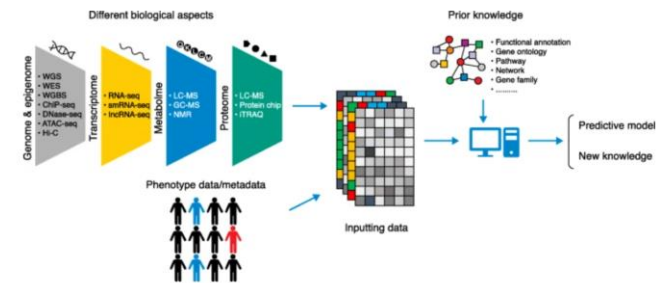 Different biological aspects
Prior knowledge
Genome & epigenome
• WGS
• WES
• WGBS
• ChIP-seq
• DNase-seq
• ATAC-seq
• Hi-C
Transcriptome
• RNA-seq
• smRNA-seq
• lncRNA-seq
Metabolme
• LC-MS
• GC-MS
• NMR
Proteome
• LC-MS
• Protein chip
• iTRAQ
• Functional annotation
• Gene ontology
• Pathway
• Network
• Gene family
• .........
Phenotype data/metadata
Inputting data
Predictive model
New knowledge